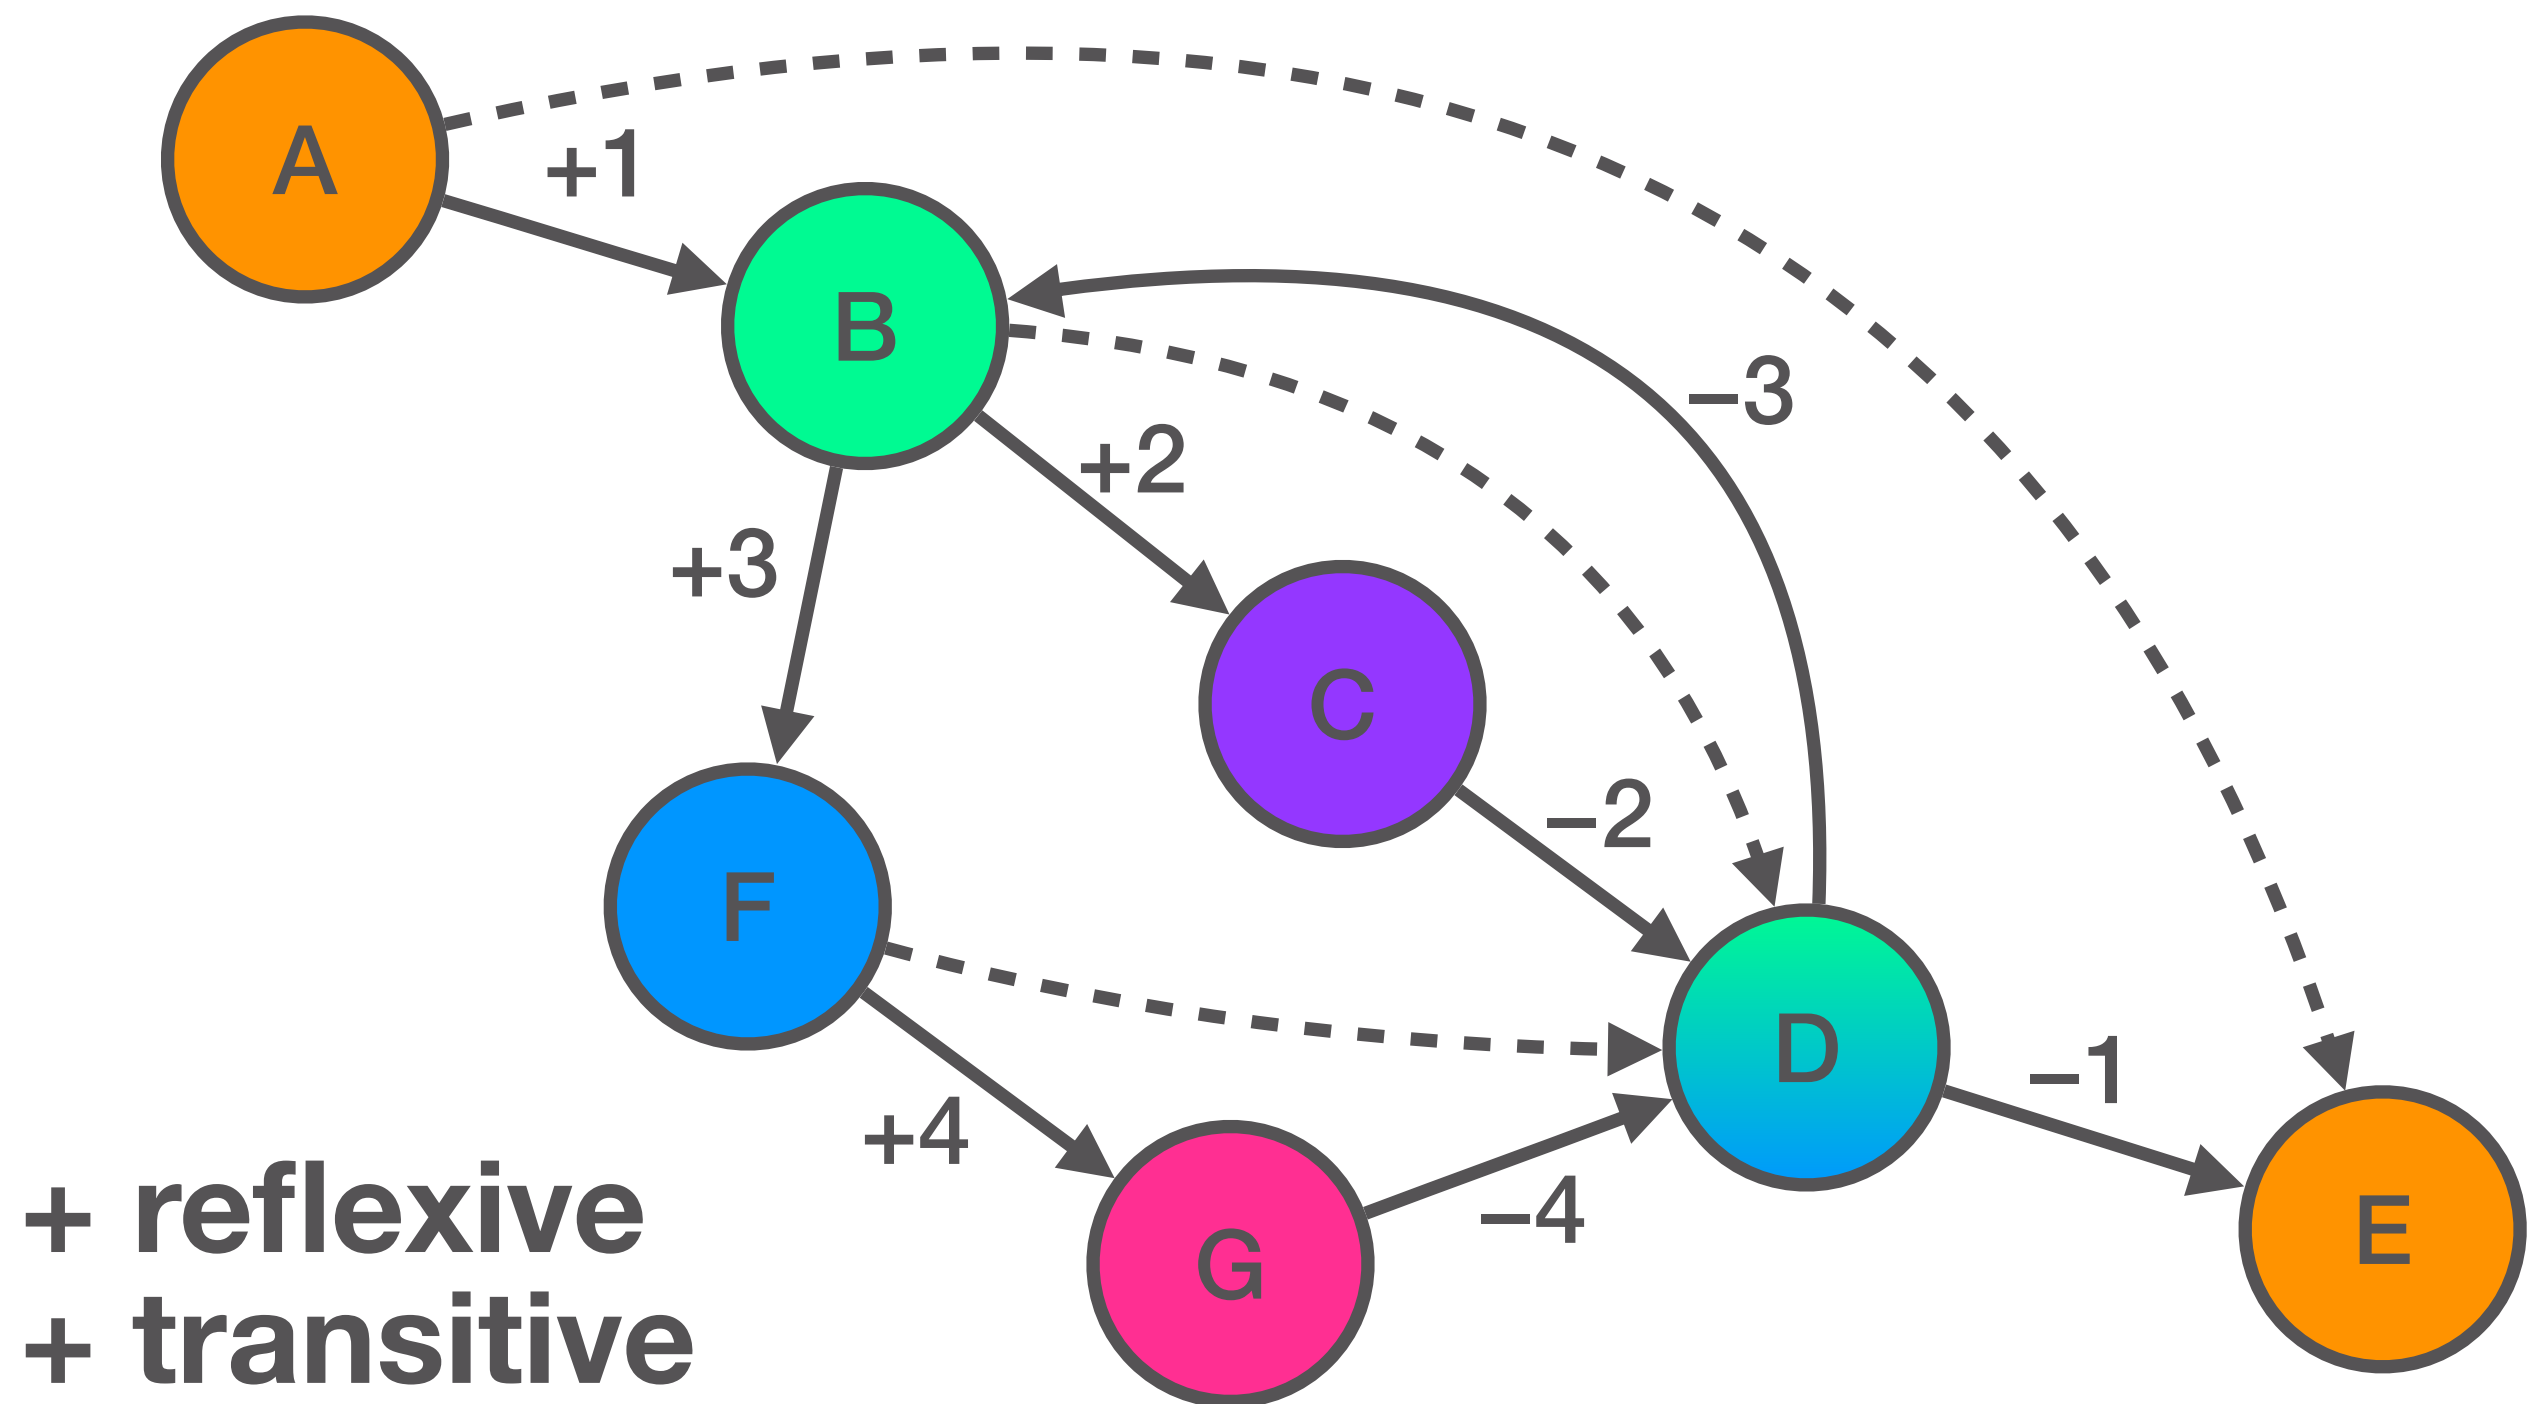 A
+1
B
–3
+2
+3
C
–2
F
D
–1
+4
–4
E
G
+ reflexive
+ transitive